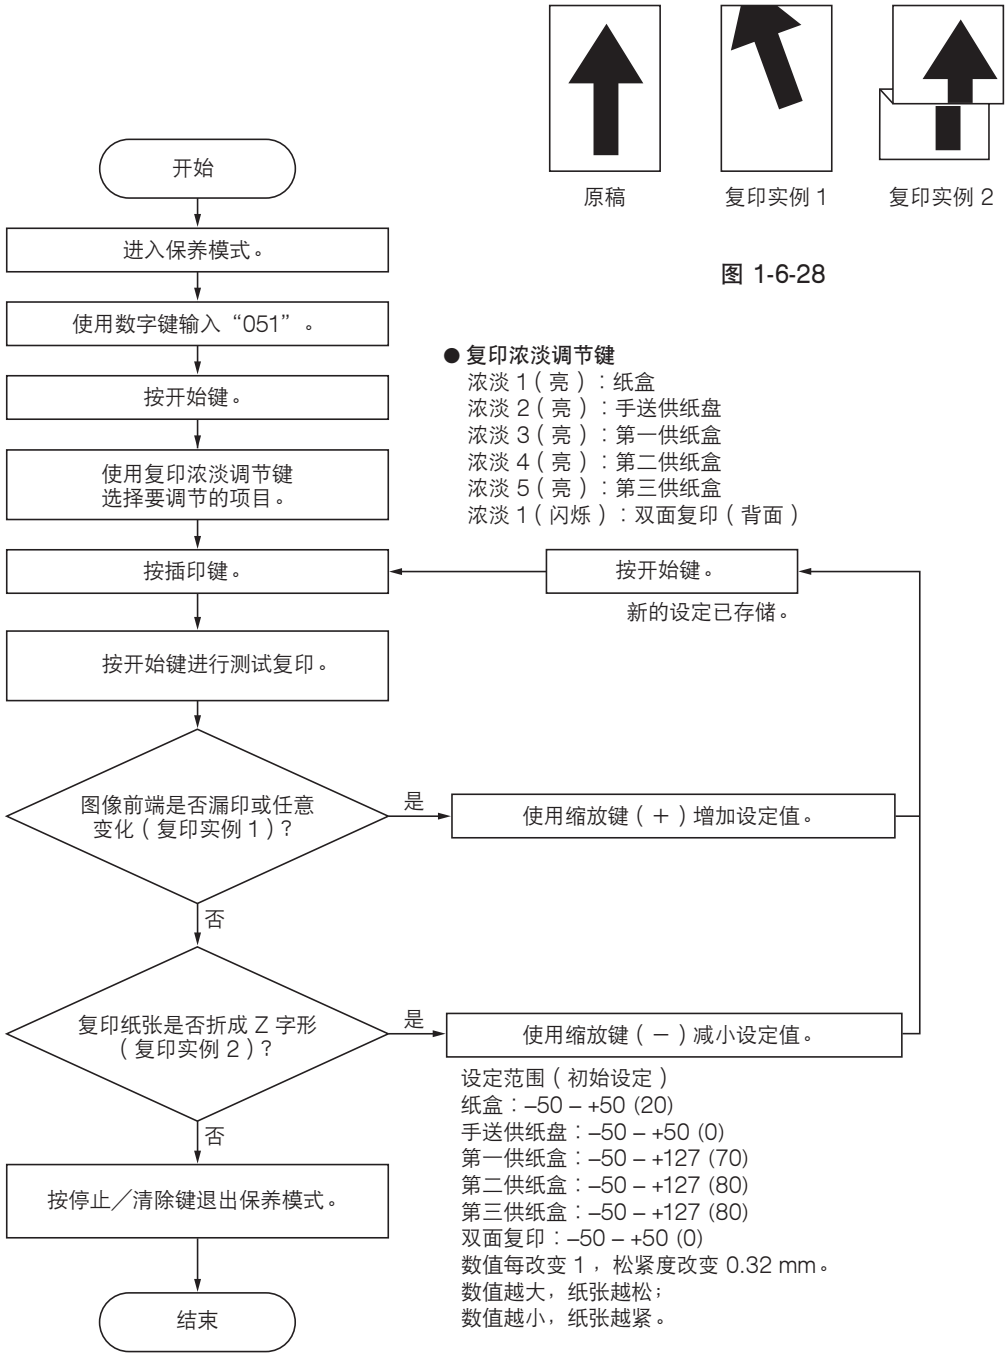 原稿
复印实例 1
复印实例 2
图 1-6-28
开始
进入保养模式。
使用数字键输入“051”。
按开始键。
使用复印浓淡调节键
选择要调节的项目。
● 复印浓淡调节键
浓淡 1（亮）：纸盒
浓淡 2（亮）：手送供纸盘
浓淡 3（亮）：第一供纸盒
浓淡 4（亮）：第二供纸盒
浓淡 5（亮）：第三供纸盒
浓淡 1（闪烁）：双面复印（背面）
按插印键。
按开始键。
新的设定已存储。
按开始键进行测试复印。
图像前端是否漏印或任意
变化（复印实例 1）？
是
使用缩放键（＋）增加设定值。
否
复印纸张是否折成 Z 字形
（复印实例 2）？
是
使用缩放键（－）减小设定值。
设定范围（初始设定）
纸盒：–50 – +50 (20)
手送供纸盘：–50 – +50 (0)
第一供纸盒：–50 – +127 (70)
第二供纸盒：–50 – +127 (80)
第三供纸盒：–50 – +127 (80)
双面复印：–50 – +50 (0)
数值每改变 1，松紧度改变 0.32 mm。
数值越大，纸张越松；
数值越小，纸张越紧。
否
按停止／清除键退出保养模式。
结束